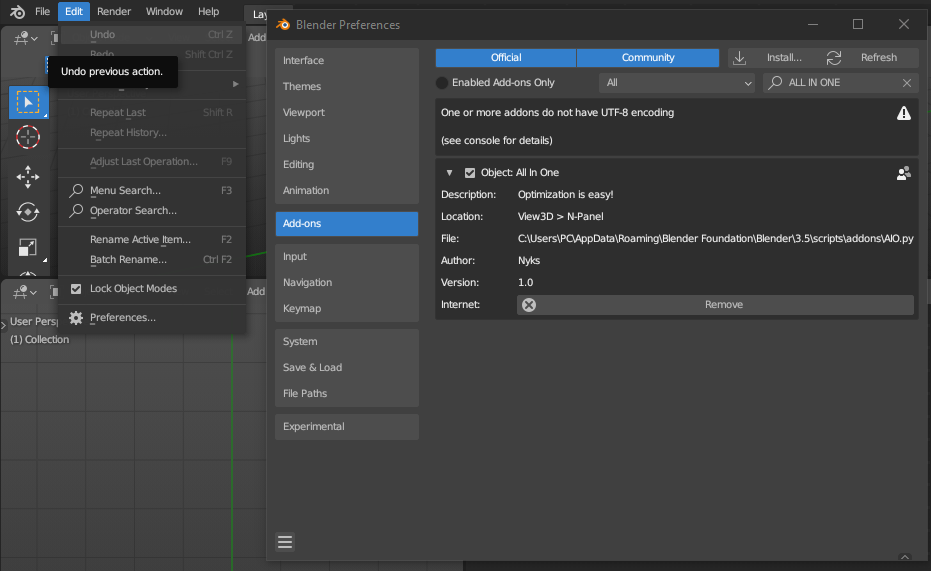 File Edit Render Window Help Lay
Undo Ctrl Z
Redo Shift Ctrl Z
Undo previous action.
Repeat Last Shift R
Repeat History...
Adjust Last Operation... F9
Menu Search... F3
Operator Search...
Rename Active Item... F2
Batch Rename... Ctrl F2
Lock Object Modes
Preferences...
Add
Add
User Persp
(1) Collection
Blender Preferences
Interface
Themes
Viewport
Lights
Editing
Animation
Add-ons
Input
Navigation
Keymap
System
Save & Load
File Paths
Experimental
Official Community Install... Refresh
Enabled Add-ons Only All ALL IN ONE
One or more addons do not have UTF-8 encoding
(see console for details)
Object: All In One
Description: Optimization is easy!
Location: View3D > N-Panel
File: C:\Users\PC\AppData\Roaming\Blender Foundation\Blender\3.5\scripts\addons\AIO.py
Author: Nyks
Version: 1.0
Internet: Remove